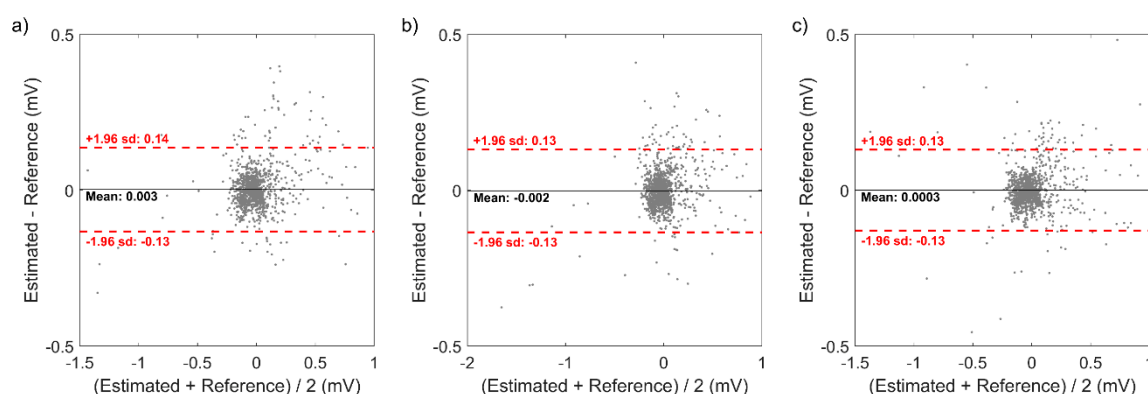 a)
0.5
+1.96 sd: 0.14
0
Mean: 0.003
-1.96 sd: -0.13
-0.5
Estimated - Reference (mV)
-1.5 -1 -0.5 0 0.5 1
(Estimated + Reference) / 2 (mV)
b)
0.5
+1.96 sd: 0.13
0
Mean: -0.002
-1.96 sd: -0.13
-0.5
Estimated - Reference (mV)
-2 -1 0 1
(Estimated + Reference) / 2 (mV)
c)
0.5
+1.96 sd: 0.13
0
Mean: 0.0003
-1.96 sd: -0.13
-0.5
Estimated - Reference (mV)
-1.5 -1 -0.5 0 0.5 1
(Estimated + Reference) / 2 (mV)